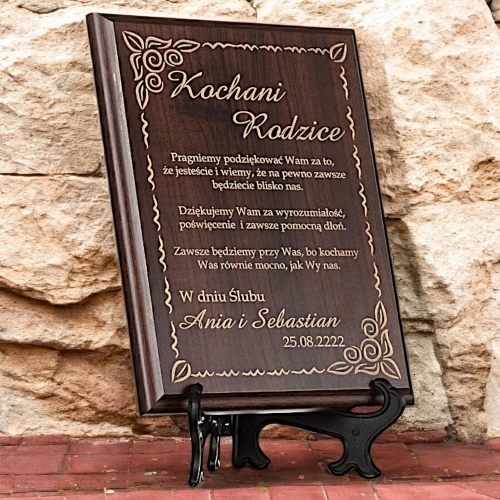 Kochani
Rodzice
Pragniemy podziękować Wam za to,
że jesteście i wiemy, że na pewno zawsze
będziecie blisko nas.
Dziękujemy Wam za wyrozumiałość,
poświęcenie i zawsze pomocną dłoń.
Zawsze będziemy przy Was, bo kochamy
Was równie mocno, jak Wy nas.
W dniu Ślubu
Ania i Sebastian
25.08.2222